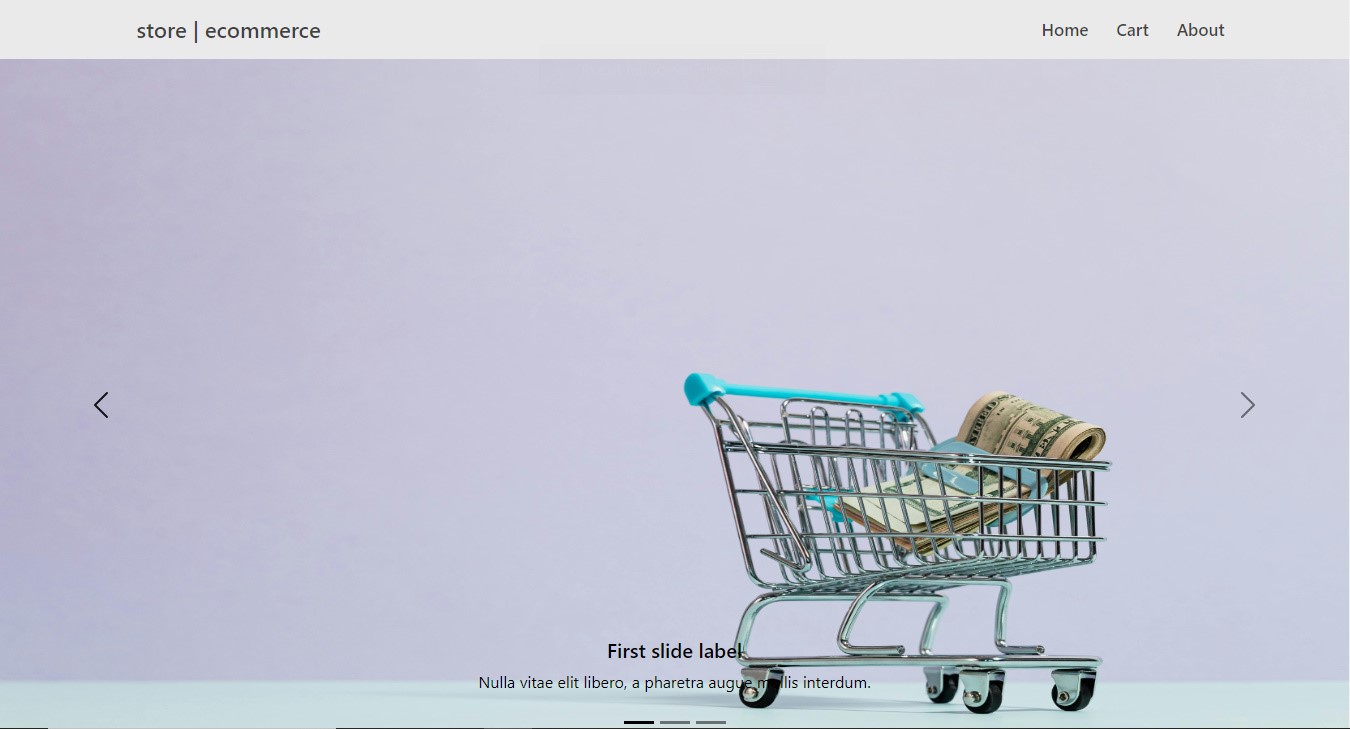 store | ecommerce
Home Cart About
First slide label
Nulla vitae elit libero, a pharetra augue mollis interdum.